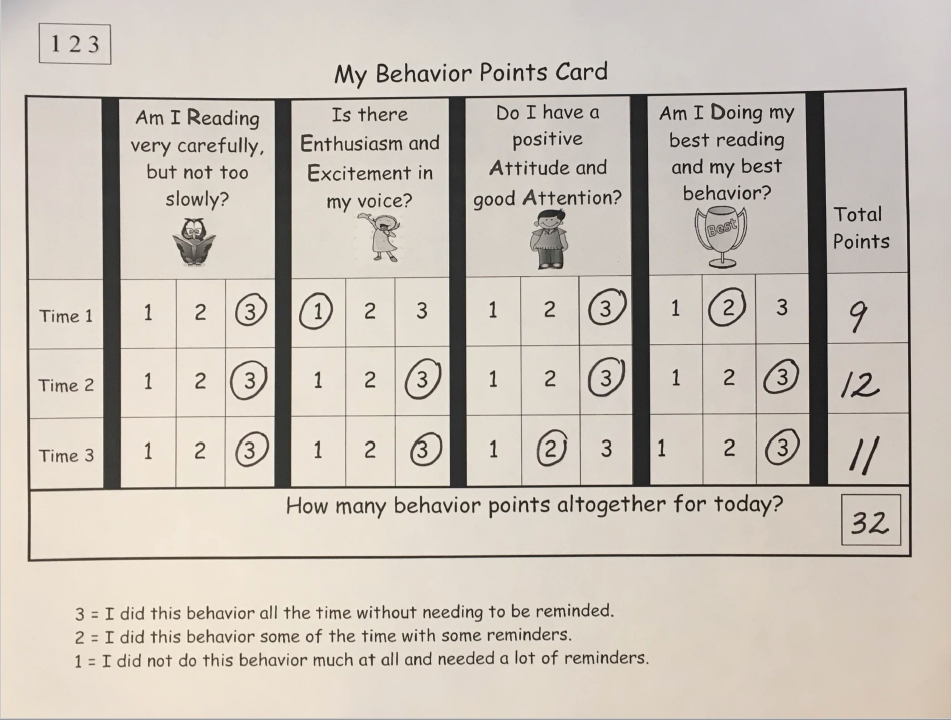 1 2 3
My Behavior Points Card
Am I Reading
very carefully,
but not too
slowly?
Is there
Enthusiasm and
Excitement in
my voice?
Do I have a
positive
Attitude and
good Attention?
Am I Doing my
best reading
and my best
behavior?
Best
Total
Points
Time 1 1 2 3 1 2 3 1 2 3 1 2 3 9
Time 2 1 2 3 1 2 3 1 2 3 1 2 3 12
Time 3 1 2 3 1 2 3 1 2 3 1 2 3 11
How many behavior points altogether for today? 32
3 = I did this behavior all the time without needing to be reminded.
2 = I did this behavior some of the time with some reminders.
1 = I did not do this behavior much at all and needed a lot of reminders.